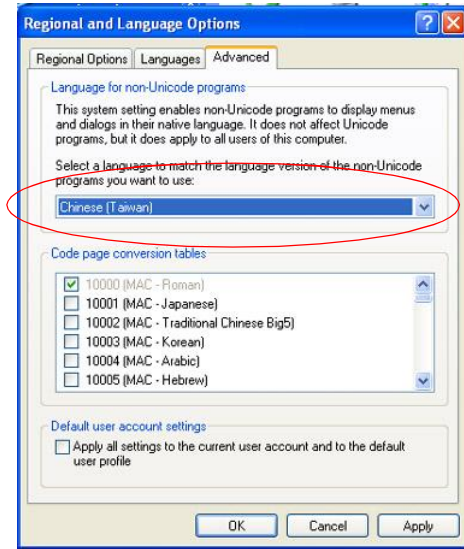 Regional and Language Options
Regional Options Languages Advanced
Language for non-Unicode programs
This system setting enables non-Unicode programs to display menus
and dialogs in their native language. It does not affect Unicode
programs, but it does apply to all users of this computer.
Select a language to match the language version of the non-Unicode
programs you want to use:
Chinese (Taiwan)
Code page conversion tables
10000 (MAC - Roman)
10001 (MAC - Japanese)
10002 (MAC - Traditional Chinese Big5)
10003 (MAC - Korean)
10004 (MAC - Arabic)
10005 (MAC - Hebrew)
Default user account settings
Apply all settings to the current user account and to the default
user profile
OK Cancel Apply